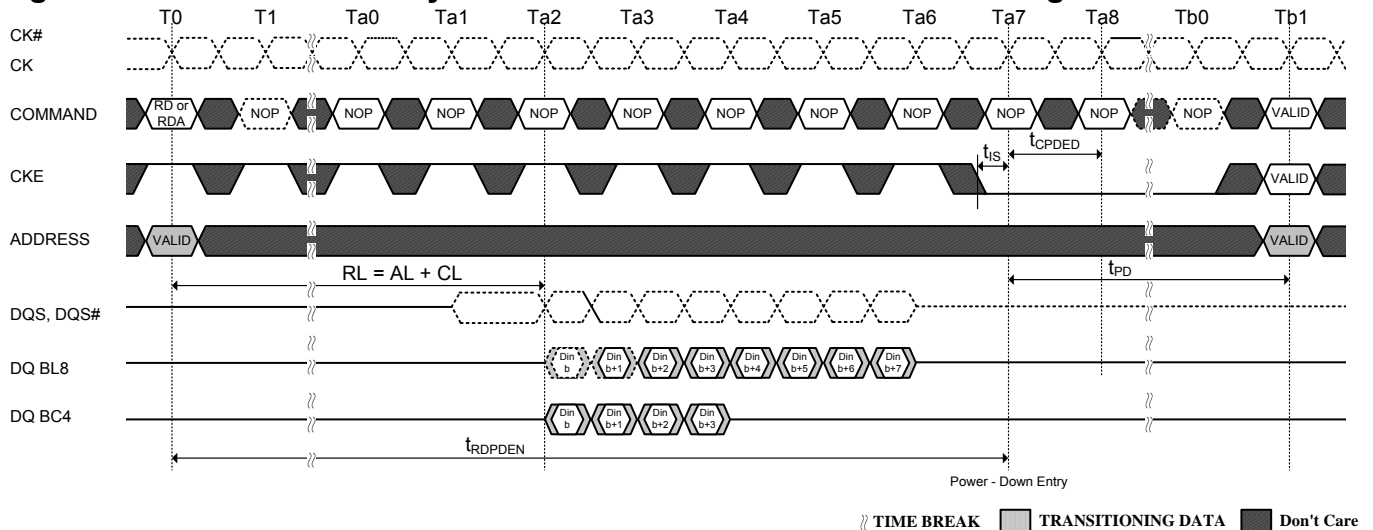 T0 T1 Ta0 Ta1 Ta2 Ta3 Ta4 Ta5 Ta6 Ta7 Ta8 Tb0 Tb1
CK#
CK
COMMAND RD or RDA NOP NOP NOP NOP NOP NOP NOP NOP NOP NOP NOP VALID
tIS tCPDED
CKE VALID
ADDRESS VALID VALID
RL = AL + CL tPD
DQS, DQS#
DQ BL8 Din b Din b+1 Din b+2 Din b+3 Din b+4 Din b+5 Din b+6 Din b+7
DQ BC4 Din b Din b+1 Din b+2 Din b+3
tRDPDEN
Power - Down Entry
TIME BREAK TRANSITIONING DATA Don't Care